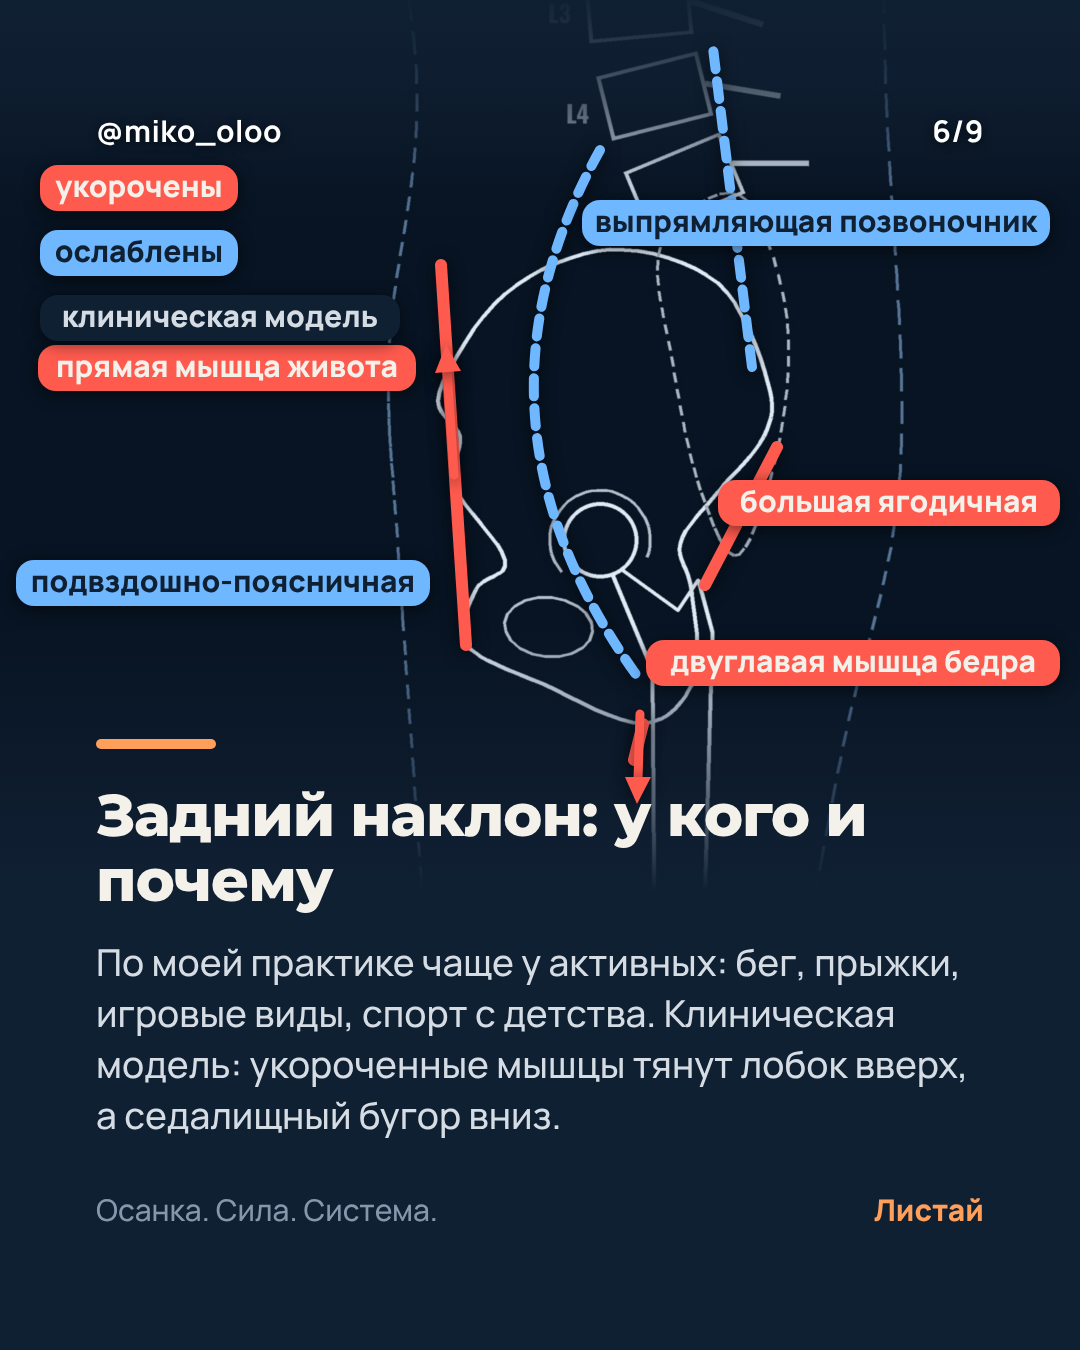 L3
L4
@miko_oloo
6/9
укорочены
выпрямляющая позвоночник
ослаблены
клиническая модель
прямая мышца живота
большая ягодичная
подвздошно-поясничная
двуглавая мышца бедра
Задний наклон: у кого и
почему
По моей практике чаще у активных: бег, прыжки,
игровые виды, спорт с детства. Клиническая
модель: укороченные мышцы тянут лобок вверх,
а седалищный бугор вниз.
Осанка. Сила. Система.
Листай